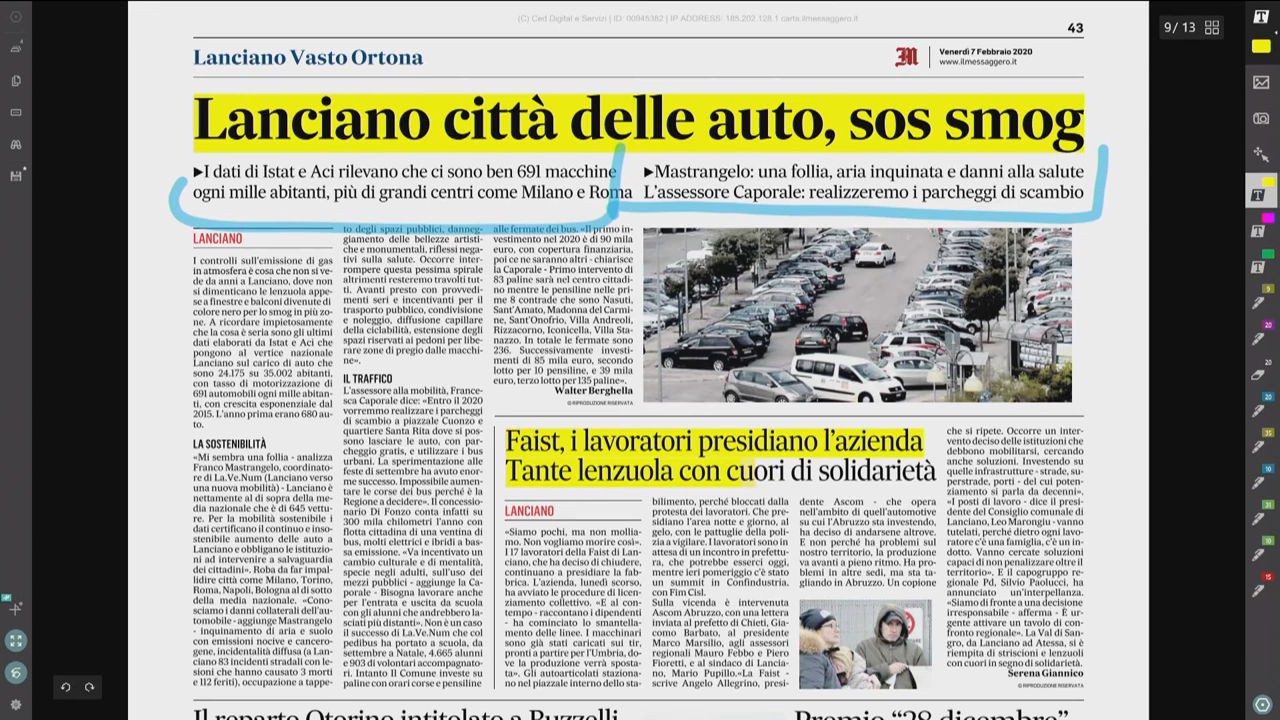 (C) Ced Digital e Servizi | ID: 00945382 | IP ADDRESS: 185.202.128.1 carta.ilmessaggero.it
9 / 13
43
Lanciano Vasto Ortona
M
Venerdì 7 Febbraio 2020
www.ilmessaggero.it
Lanciano città delle auto, sos smog
►I dati di Istat e Aci rilevano che ci sono ben 691 macchine
ogni mille abitanti, più di grandi centri come Milano e Roma
►Mastrangelo: una follia, aria inquinata e danni alla salute
L'assessore Caporale: realizzeremo i parcheggi di scambio
LANCIANO
I controlli sull'emissione di gas
in atmosfera è cosa che non si ve-
de da anni a Lanciano, dove non
si dimenticano le lenzuola appe-
se a finestre e balconi divenute di
colore nero per lo smog in più zo-
ne. A ricordare impietosamente
che la cosa è seria sono gli ultimi
dati elaborati da Istat e Aci che
pongono al vertice nazionale
Lanciano sul carico di auto che
sono 24.175 su 35.002 abitanti,
con tasso di motorizzazione di
691 automobili ogni mille abitan-
ti, con crescita esponenziale dal
2015. L'anno prima erano 680 au-
to.
LA SOSTENIBILITÀ
«Mi sembra una follia - analizza
Franco Mastrangelo, coordinato-
re di La.Ve.Num (Lanciano verso
una nuova mobilità) - Lanciano è
nettamente al di sopra della me-
dia nazionale che è di 645 vettu-
re. Per la mobilità sostenibile i
dati certificano il continuo e inso-
stenibile aumento delle auto a
Lanciano e obbligano le istituzio-
ni ad intervenire a salvaguardia
dei cittadini». Roba da far impal-
lidire città come Milano, Torino,
Roma, Napoli, Bologna al di sotto
della media nazionale. «Cono-
sciamo i danni collaterali dell'au-
tomobile - aggiunge Mastrangelo
- inquinamento di aria e suolo
con emissioni nocive e cancero-
gene, incidentalità diffusa (a Lan-
ciano 83 incidenti stradali con le-
sioni che hanno causato 3 morti
e 112 feriti), occupazione a tappe-
to degli spazi pubblici, danneg-
giamento delle bellezze artisti-
che e monumentali, riflessi nega-
tivi sulla salute. Occorre inter-
rompere questa pessima spirale
altrimenti resteremo travolti tut-
ti. Avanti presto con provvedi-
menti seri e incentivanti per il
trasporto pubblico, condivisione
e noleggio, diffusione capillare
della ciclabilità, estensione degli
spazi riservati ai pedoni per libe-
rare zone di pregio dalle macchi-
ne».
IL TRAFFICO
L'assessore alla mobilità, France-
sca Caporale dice: «Entro il 2020
vorremmo realizzare i parcheggi
di scambio a piazzale Cuonzo e
quartiere Santa Rita dove si pos-
sono lasciare le auto, con par-
cheggio gratis, e utilizzare i bus
urbani. La sperimentazione alle
feste di settembre ha avuto enor-
me successo. Impossibile aumen-
tare le corse dei bus perché è la
Regione a decidere». Il concessio-
nario Di Fonzo conta infatti su
300 mila chilometri l'anno con
flotta cittadina di una ventina di
bus, molti elettrici e ibridi a bas-
sa emissione. «Va incentivato un
cambio culturale e di mentalità,
specie negli adulti, sull'uso dei
mezzi pubblici - aggiunge la Ca-
porale - Bisogna lavorare anche
per l'entrata e uscita da scuola
con gli alunni che andrebbero la-
sciati più distanti». Non è un caso
il successo di La.Ve.Num che col
pedibus ha portato a scuola, da
settembre a Natale, 4.665 alunni
e 903 di volontari accompagnato-
ri. Intanto Il Comune investe su
paline con orari corse e pensiline
alle fermate dei bus. «Il primo in-
vestimento nel 2020 è di 90 mila
euro, con copertura finanziaria,
poi ce ne saranno altri - chiarisce
la Caporale - Primo intervento di
83 paline sarà nel centro cittadi-
no mentre le pensiline nelle pri-
me 8 contrade che sono Nasuti,
Sant'Amato, Madonna del Carmi-
ne, Sant'Onofrio, Villa Andreoli,
Rizzacorno, Iconicella, Villa Sta-
nazzo. In totale le fermate sono
236. Successivamente investi-
menti di 85 mila euro, secondo
lotto per 10 pensiline, e 39 mila
euro, terzo lotto per 135 paline».
Walter Berghella
©RIPRODUZIONE RISERVATA
Faist, i lavoratori presidiano l'azienda
Tante lenzuola con cuori di solidarietà
LANCIANO
«Siamo pochi, ma non mollia-
mo. Non vogliamo morire così».
I 17 lavoratori della Faist di Lan-
ciano, che ha deciso di chiudere,
continuano a presidiare la fab-
brica. L'azienda, lunedì scorso,
ha avviato le procedure di licen-
ziamento collettivo. «E al con-
tempo - raccontano i dipendenti
- ha cominciato lo smantella-
mento delle linee. I macchinari
sono già stati caricati sui tir,
pronti a partire per l'Umbria, do-
ve la produzione verrà sposta-
ta». Gli autoarticolati staziona-
no nel piazzale interno dello sta-
bilimento, perché bloccati dalla
protesta dei lavoratori. Che pre-
sidiano l'area notte e giorno, al
gelo, con le pattuglie della poli-
zia a vigilare. I lavoratori sono in
attesa di un incontro in prefettu-
ra, che potrebbe esserci oggi,
mentre ieri pomeriggio c'è stato
un summit in Confindustria.
con Fim Cisl.
Sulla vicenda è intervenuta
Ascom Abruzzo, con una lettera
inviata al prefetto di Chieti, Gia-
como Barbato, al presidente
Marco Marsilio, agli assessori
regionali Mauro Febbo e Piero
Fioretti, e al sindaco di Lancia-
no, Mario Pupillo.«La Faist -
scrive Angelo Allegrino, presi-
dente Ascom - che opera
nell'ambito di quell'automotive
su cui l'Abruzzo sta investendo,
ha deciso di andarsene altrove.
E non perché ha problemi sul
nostro territorio, la produzione
va avanti a pieno ritmo. Ha pro-
blemi in altre sedi, ma sta ta-
gliando in Abruzzo. Un copione
che si ripete. Occorre un inter-
vento deciso delle istituzioni che
debbono mobilitarsi, cercando
anche soluzioni. Investendo su
quelle infrastrutture - strade, su-
perstrade, porti - del cui poten-
ziamento si parla da decenni».
«I posti di lavoro - dice il presi-
dente del Consiglio comunale di
Lanciano, Leo Marongiu - vanno
tutelati, perché dietro ogni lavo-
ratore c'è una famiglia, c'è un in-
dotto. Vanno cercate soluzioni
capaci di non penalizzare oltre il
territorio». E il capogruppo re-
gionale Pd, Silvio Paolucci, ha
annunciato un'interpellanza.
«Siamo di fronte a una decisione
irresponsabile - afferma - È ur-
gente attivare un tavolo di con-
fronto regionale». La Val di San-
gro, da Lanciano ad Atessa, si è
riempita di striscioni e lenzuoli
con cuori in segno di solidarietà.
Serena Giannico
©RIPRODUZIONE RISERVATA
Il reparto Otorino intitolato a Buzzelli
Premio "28 dicembre"